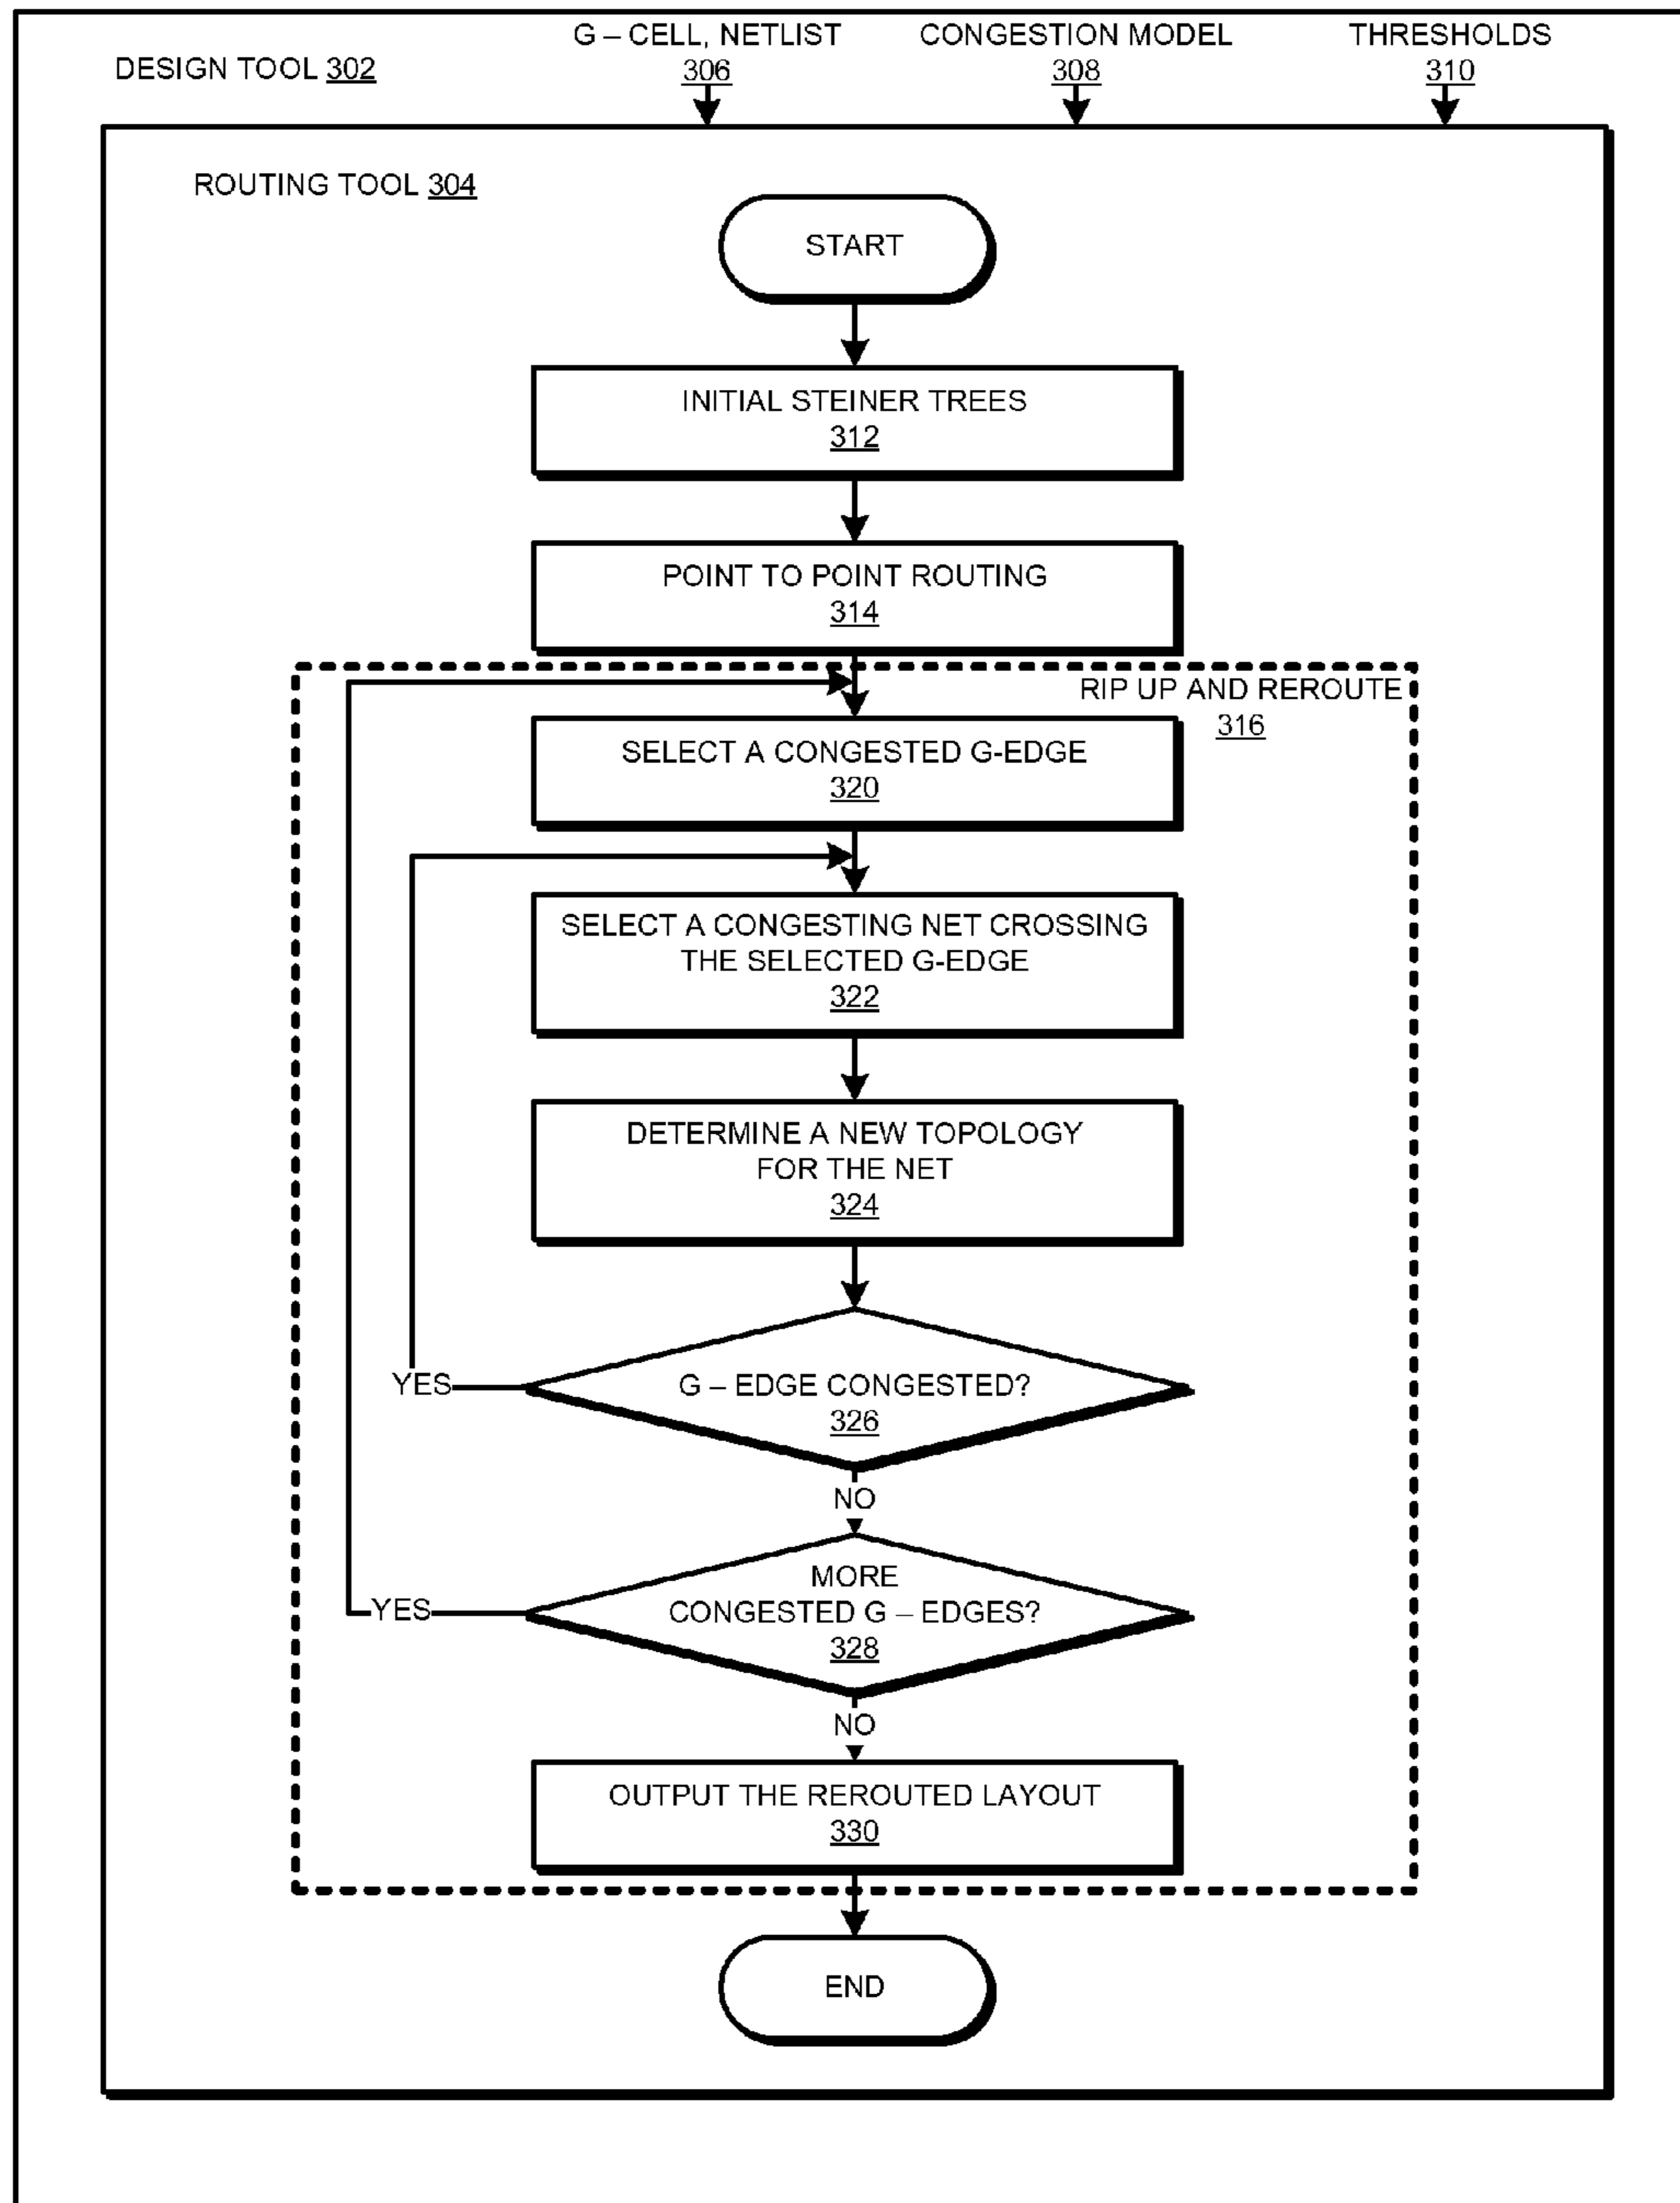 G – CELL, NETLIST
306
CONGESTION MODEL
308
THRESHOLDS
310
DESIGN TOOL 302
ROUTING TOOL 304
START
INITIAL STEINER TREES
312
POINT TO POINT ROUTING
314
RIP UP AND REROUTE
316
SELECT A CONGESTED G-EDGE
320
SELECT A CONGESTING NET CROSSING
THE SELECTED G-EDGE
322
DETERMINE A NEW TOPOLOGY
FOR THE NET
324
G – EDGE CONGESTED?
326
YES
NO
MORE
CONGESTED G – EDGES?
328
YES
NO
OUTPUT THE REROUTED LAYOUT
330
END